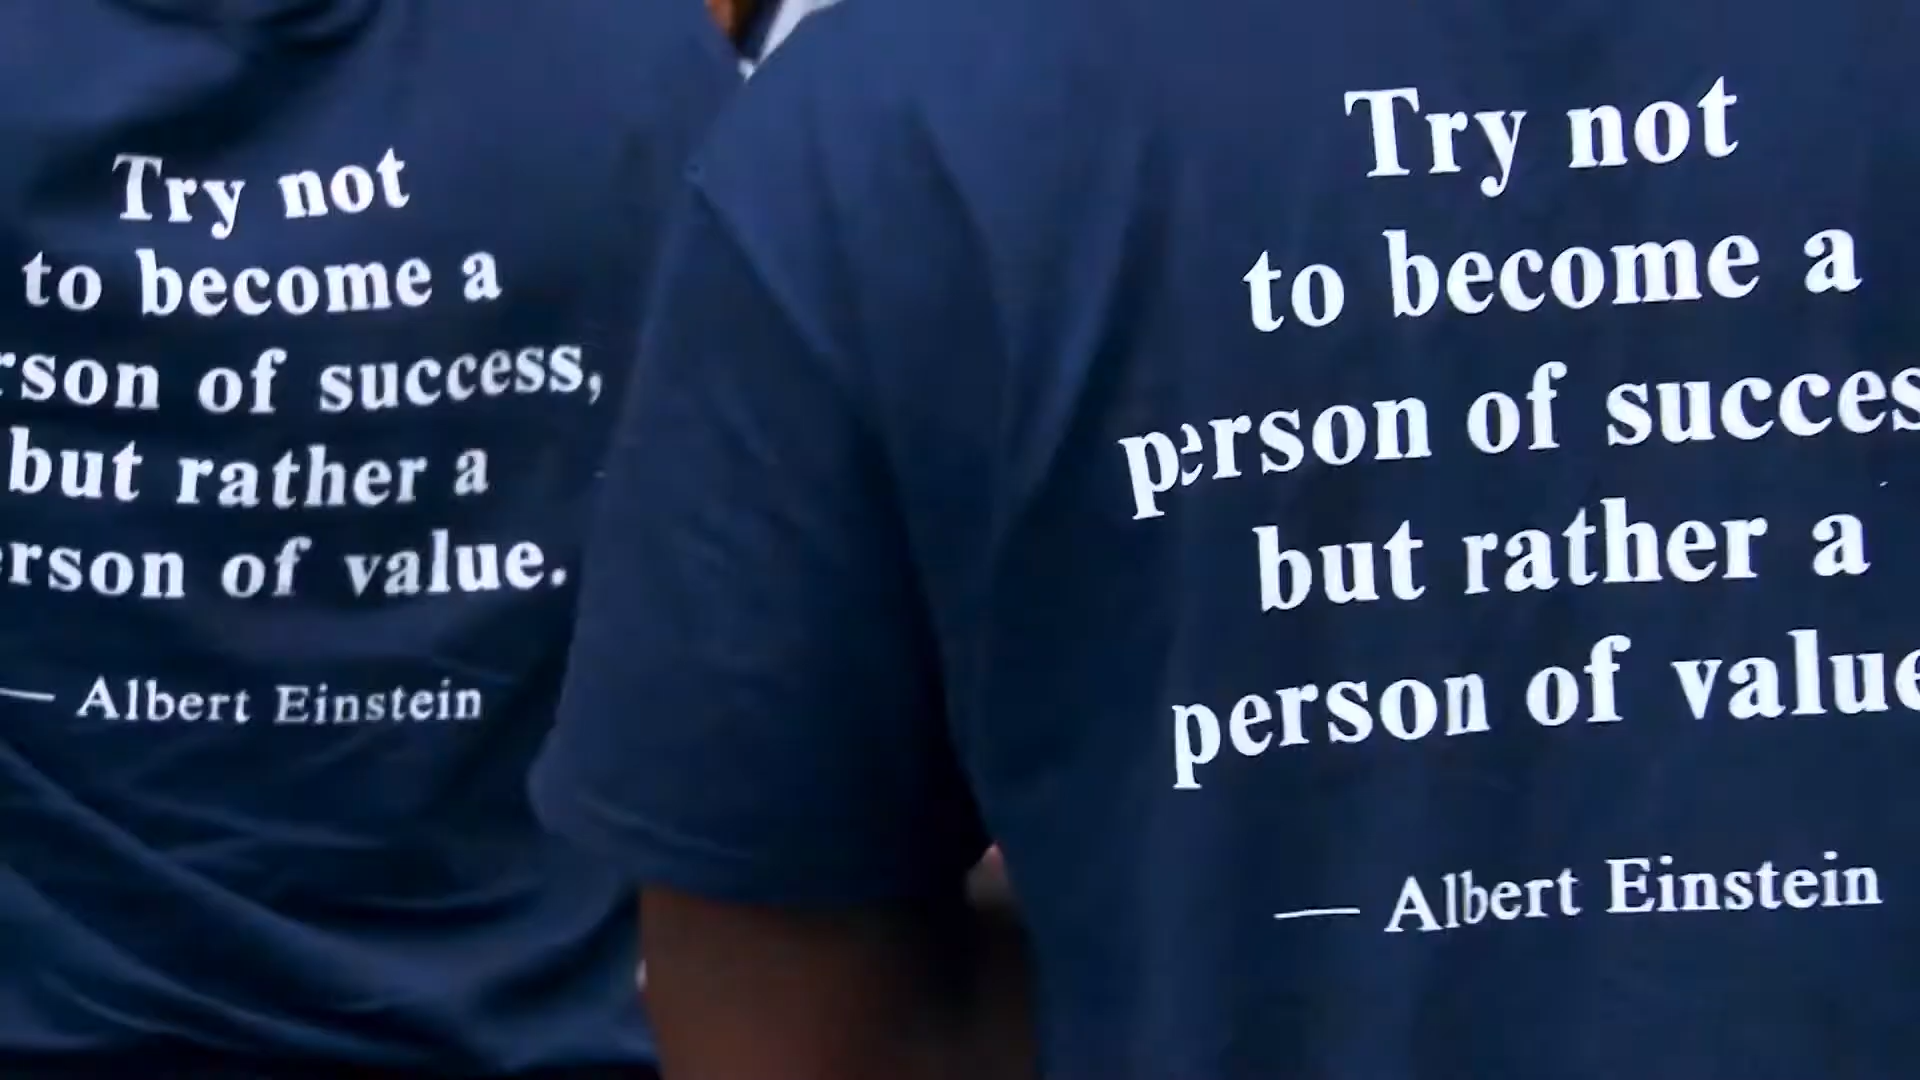 Try not
to become a
rson of success,
but rather a
erson of value.
— Albert Einstein
Try not
to become a
person of succes
but rather a
person of value
— Albert Einstein